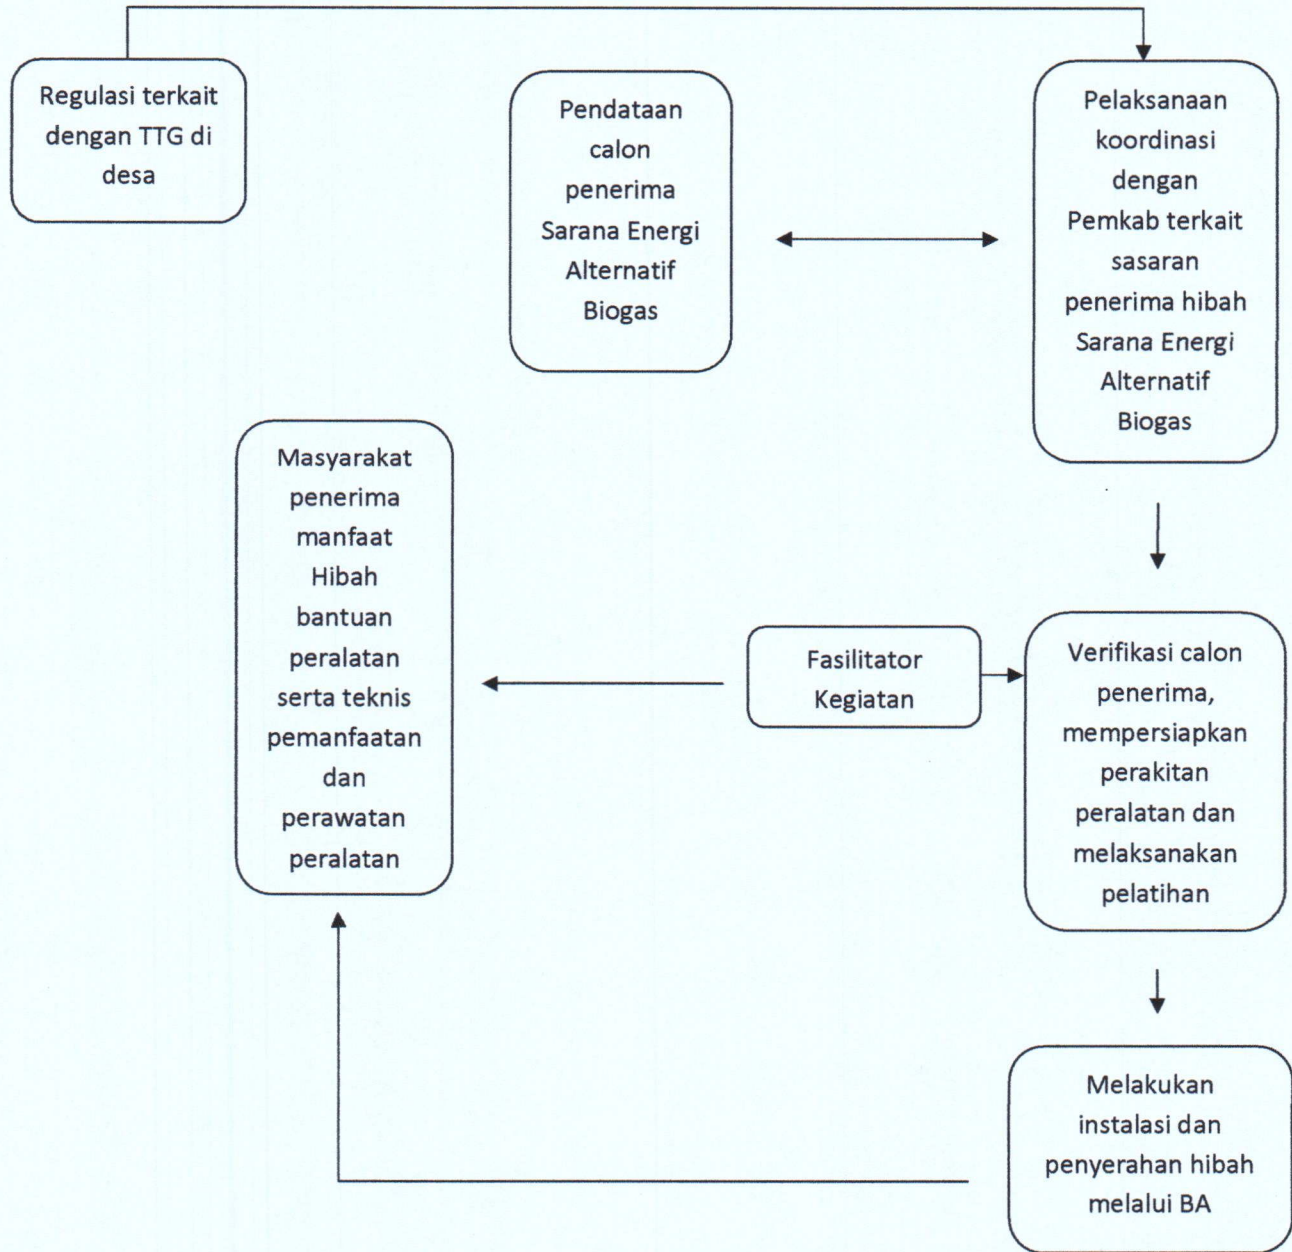 Regulasi terkait
dengan TTG di
desa
Pendataan
calon
penerima
Sarana Energi
Alternatif
Biogas
Pelaksanaan
koordinasi
dengan
Pemkab terkait
sasaran
penerima hibah
Sarana Energi
Alternatif
Biogas
Masyarakat
penerima
manfaat
Hibah
bantuan
peralatan
serta teknis
pemanfaatan
dan
perawatan
peralatan
Fasilitator
Kegiatan
Verifikasi calon
penerima,
mempersiapkan
perakitan
peralatan dan
melaksanakan
pelatihan
Melakukan
instalasi dan
penyerahan hibah
melalui BA